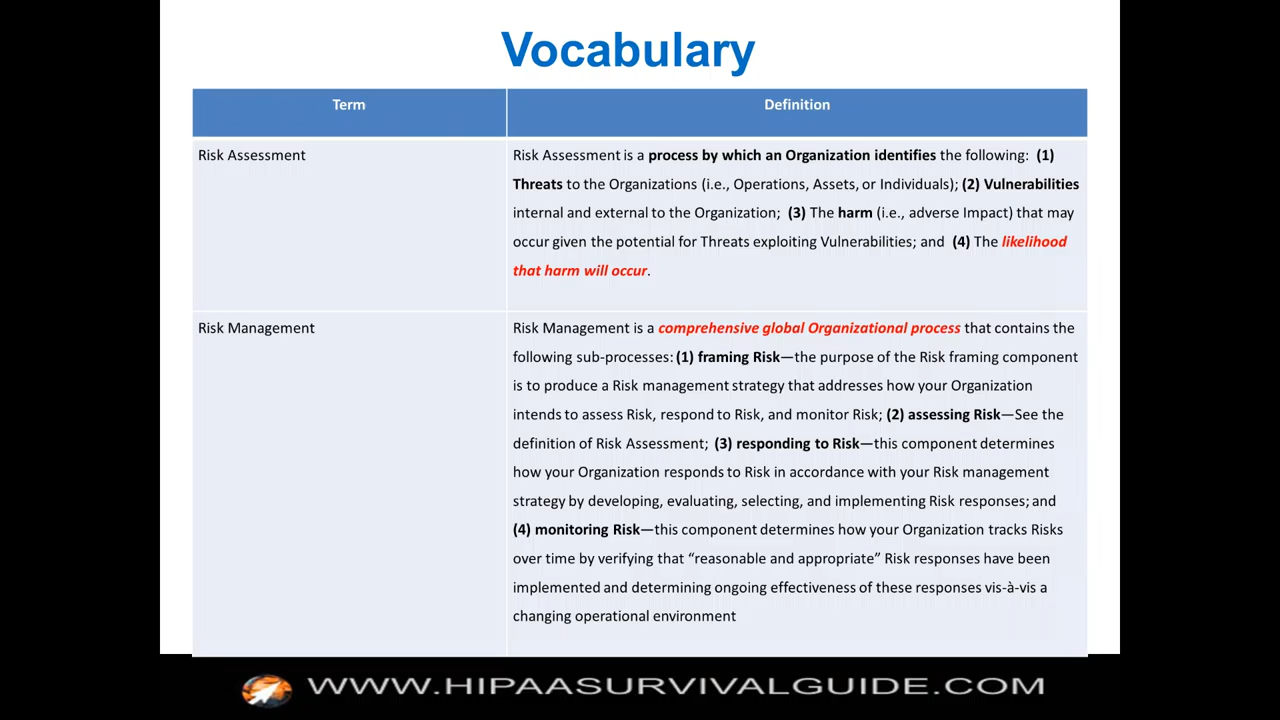 Vocabulary
Term
Definition
Risk Assessment
Risk Assessment is a process by which an Organization identifies the following: (1)
Threats to the Organizations (i.e., Operations, Assets, or Individuals); (2) Vulnerabilities
internal and external to the Organization; (3) The harm (i.e., adverse Impact) that may
occur given the potential for Threats exploiting Vulnerabilities; and (4) The likelihood
that harm will occur.
Risk Management
Risk Management is a comprehensive global Organizational process that contains the
following sub-processes: (1) framing Risk—the purpose of the Risk framing component
is to produce a Risk management strategy that addresses how your Organization
intends to assess Risk, respond to Risk, and monitor Risk; (2) assessing Risk—See the
definition of Risk Assessment; (3) responding to Risk—this component determines
how your Organization responds to Risk in accordance with your Risk management
strategy by developing, evaluating, selecting, and implementing Risk responses; and
(4) monitoring Risk—this component determines how your Organization tracks Risks
over time by verifying that “reasonable and appropriate” Risk responses have been
implemented and determining ongoing effectiveness of these responses vis-à-vis a
changing operational environment
WWW.HIPAASURVIVALGUIDE.COM